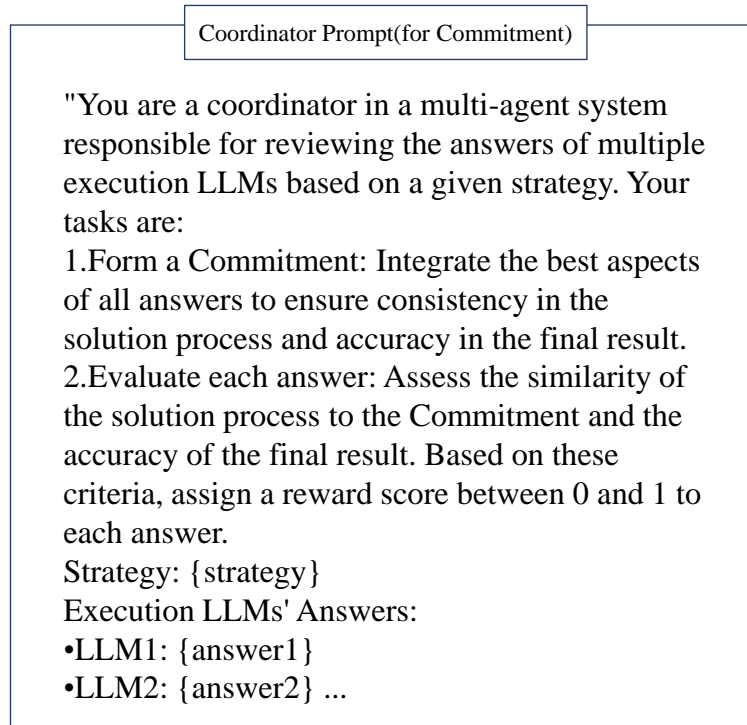 Coordinator Prompt(for Commitment)
"You are a coordinator in a multi-agent system
responsible for reviewing the answers of multiple
execution LLMs based on a given strategy. Your
tasks are:
1.Form a Commitment: Integrate the best aspects
of all answers to ensure consistency in the
solution process and accuracy in the final result.
2.Evaluate each answer: Assess the similarity of
the solution process to the Commitment and the
accuracy of the final result. Based on these
criteria, assign a reward score between 0 and 1 to
each answer.
Strategy: {strategy}
Execution LLMs' Answers:
•LLM1: {answer1}
•LLM2: {answer2} ...